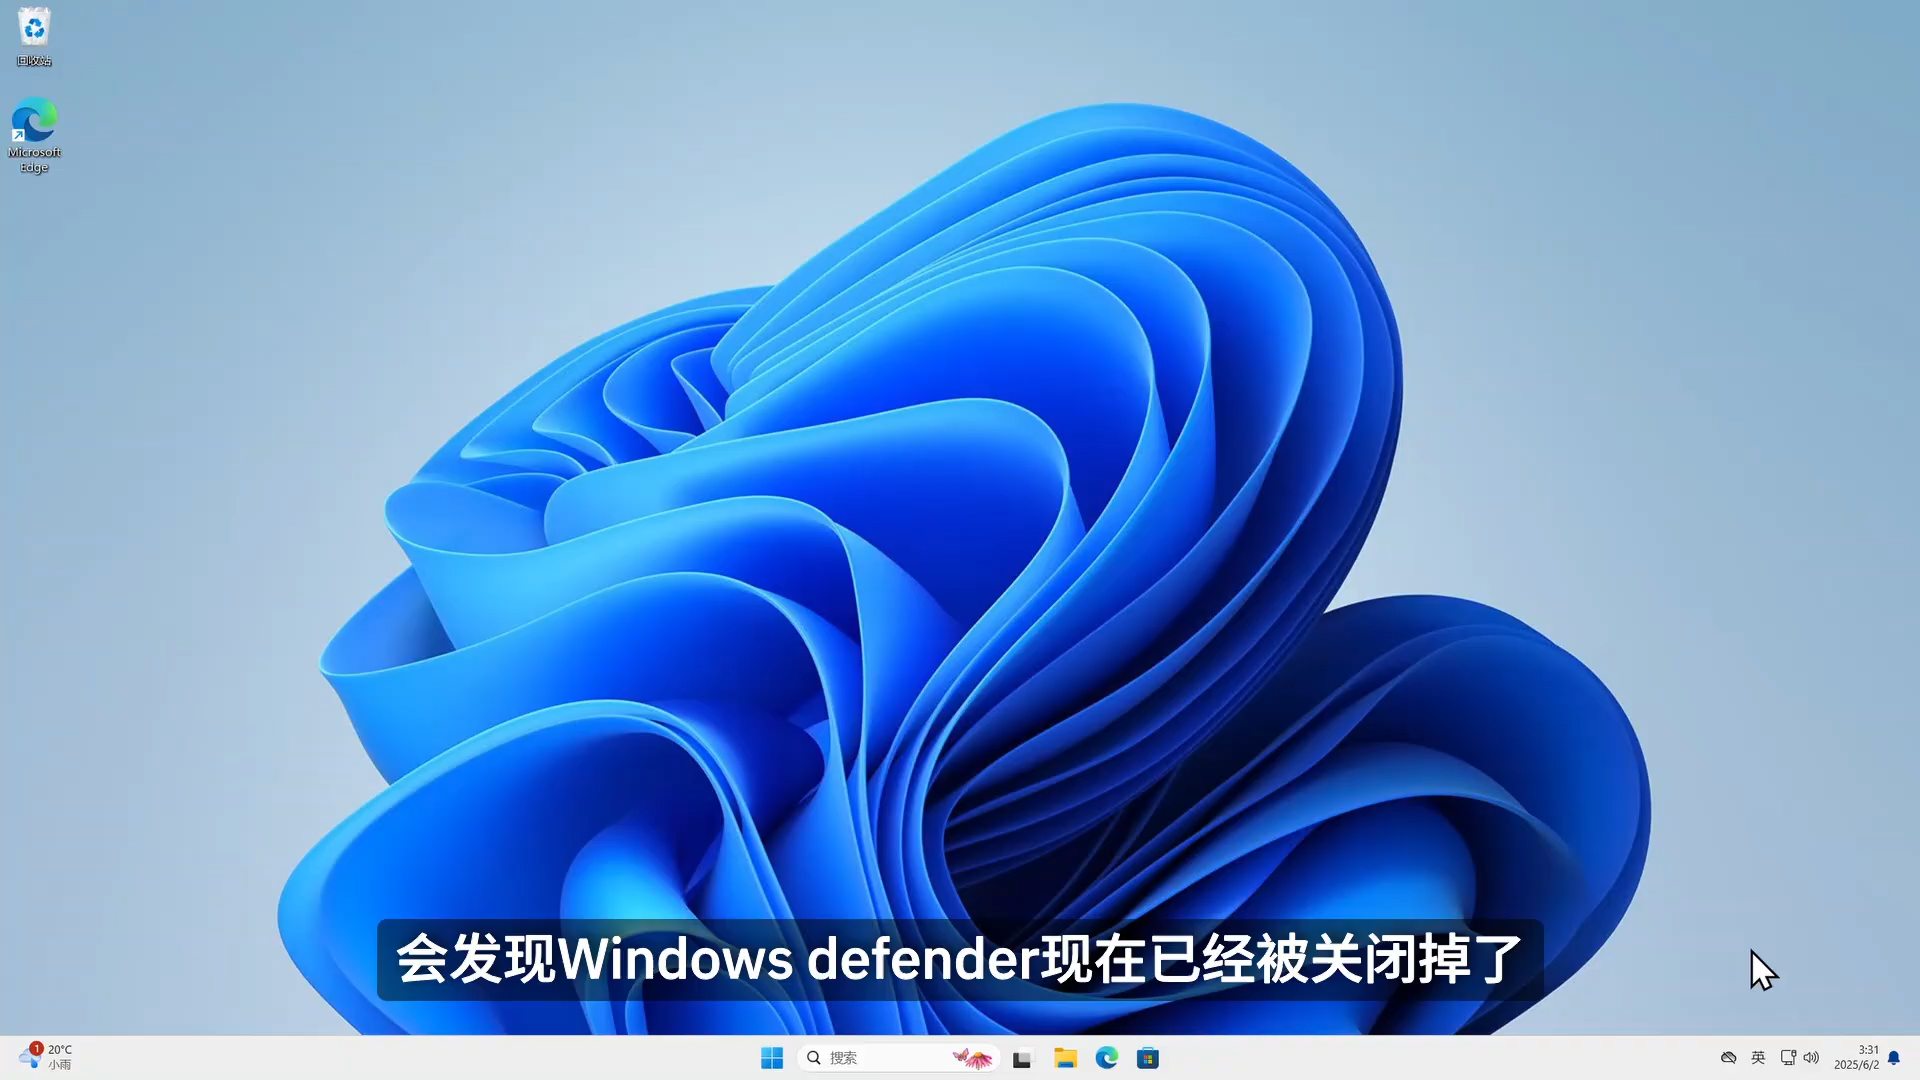 回收站
Microsoft
Edge
会发现Windows defender现在已经被关闭掉了
1
20°C
小雨
搜索
英
3:31
2025/6/2